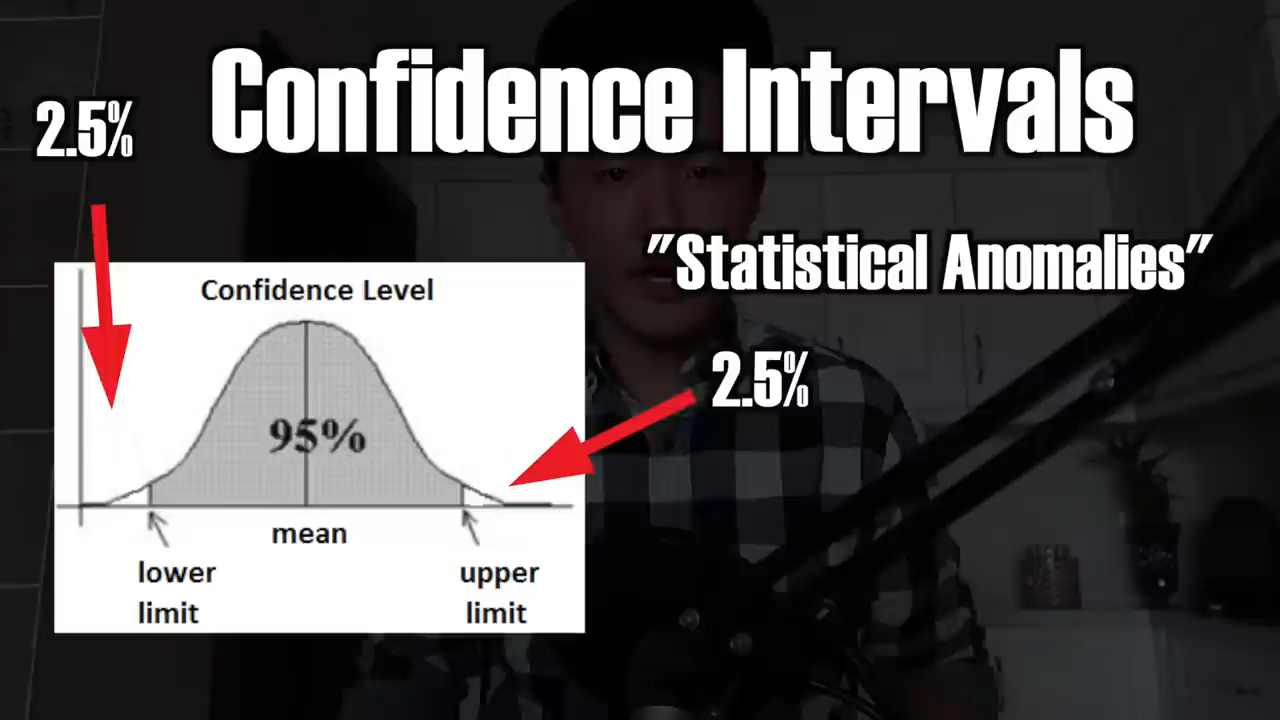 Confidence Intervals
2.5%
"Statistical Anomalies"
2.5%
Confidence Level
95%
mean
lower
limit
upper
limit